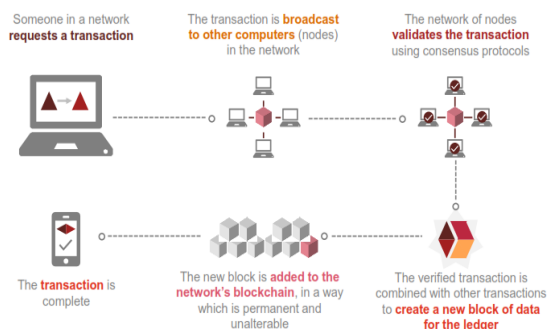 Someone in a network
requests a transaction
The transaction is broadcast
to other computers (nodes)
in the network
The network of nodes
validates the transaction
using consensus protocols
The transaction is
complete
The new block is added to the
network's blockchain, in a way
which is permanent and
unalterable
The verified transaction is
combined with other transactions
to create a new block of data
for the ledger